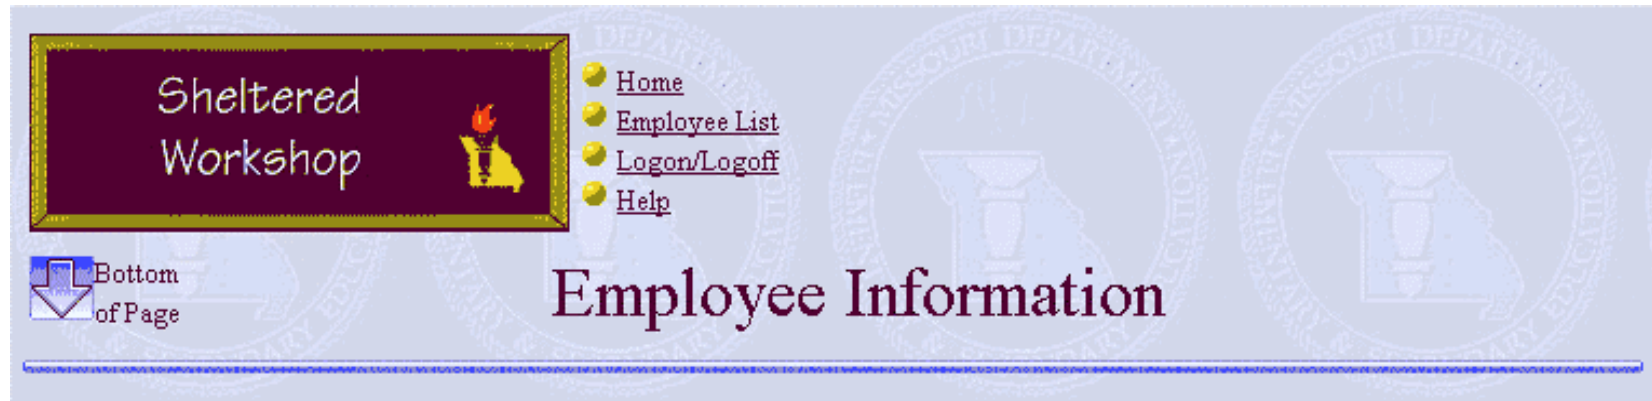 Sheltered
Workshop
Home
Employee List
Logon/Logoff
Help
Bottom
of Page
Employee Information